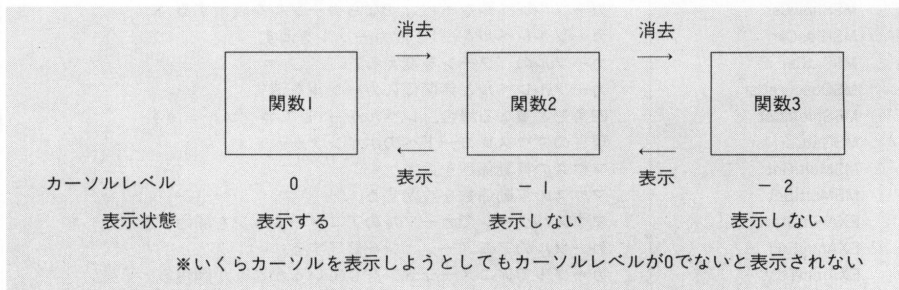 消去 消去
関数1 関数2 関数3
表示 表示
カーソルレベル 0 −1 −2
表示状態 表示する 表示しない 表示しない
※いくらカーソルを表示しようとしてもカーソルレベルが0でないと表示されない